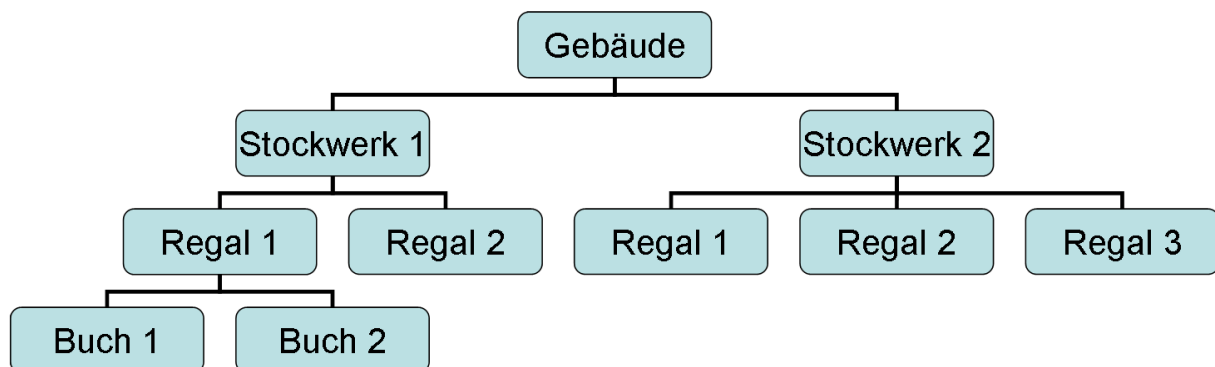 Gebäude
Stockwerk 1
Stockwerk 2
Regal 1
Regal 2
Regal 1
Regal 2
Regal 3
Buch 1
Buch 2